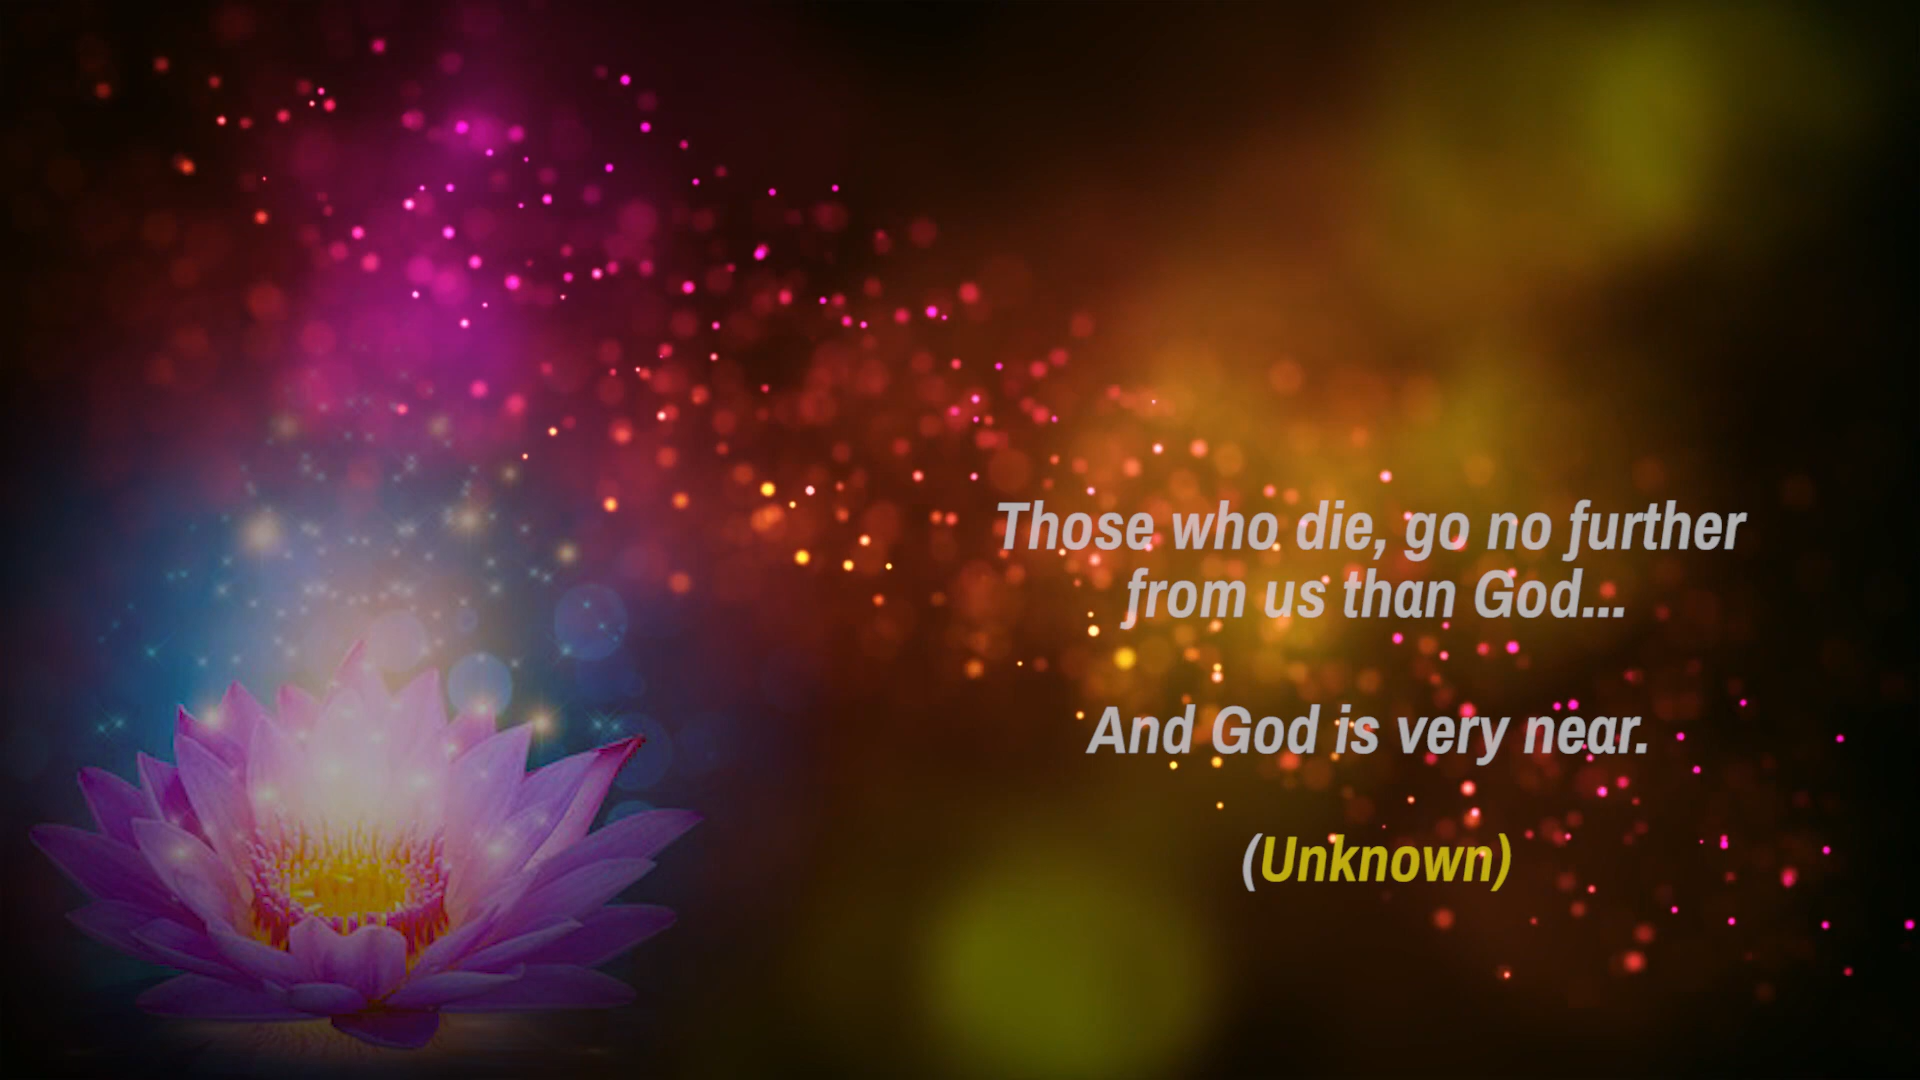 Those who die, go no further
from us than God...
And God is very near.
(Unknown)